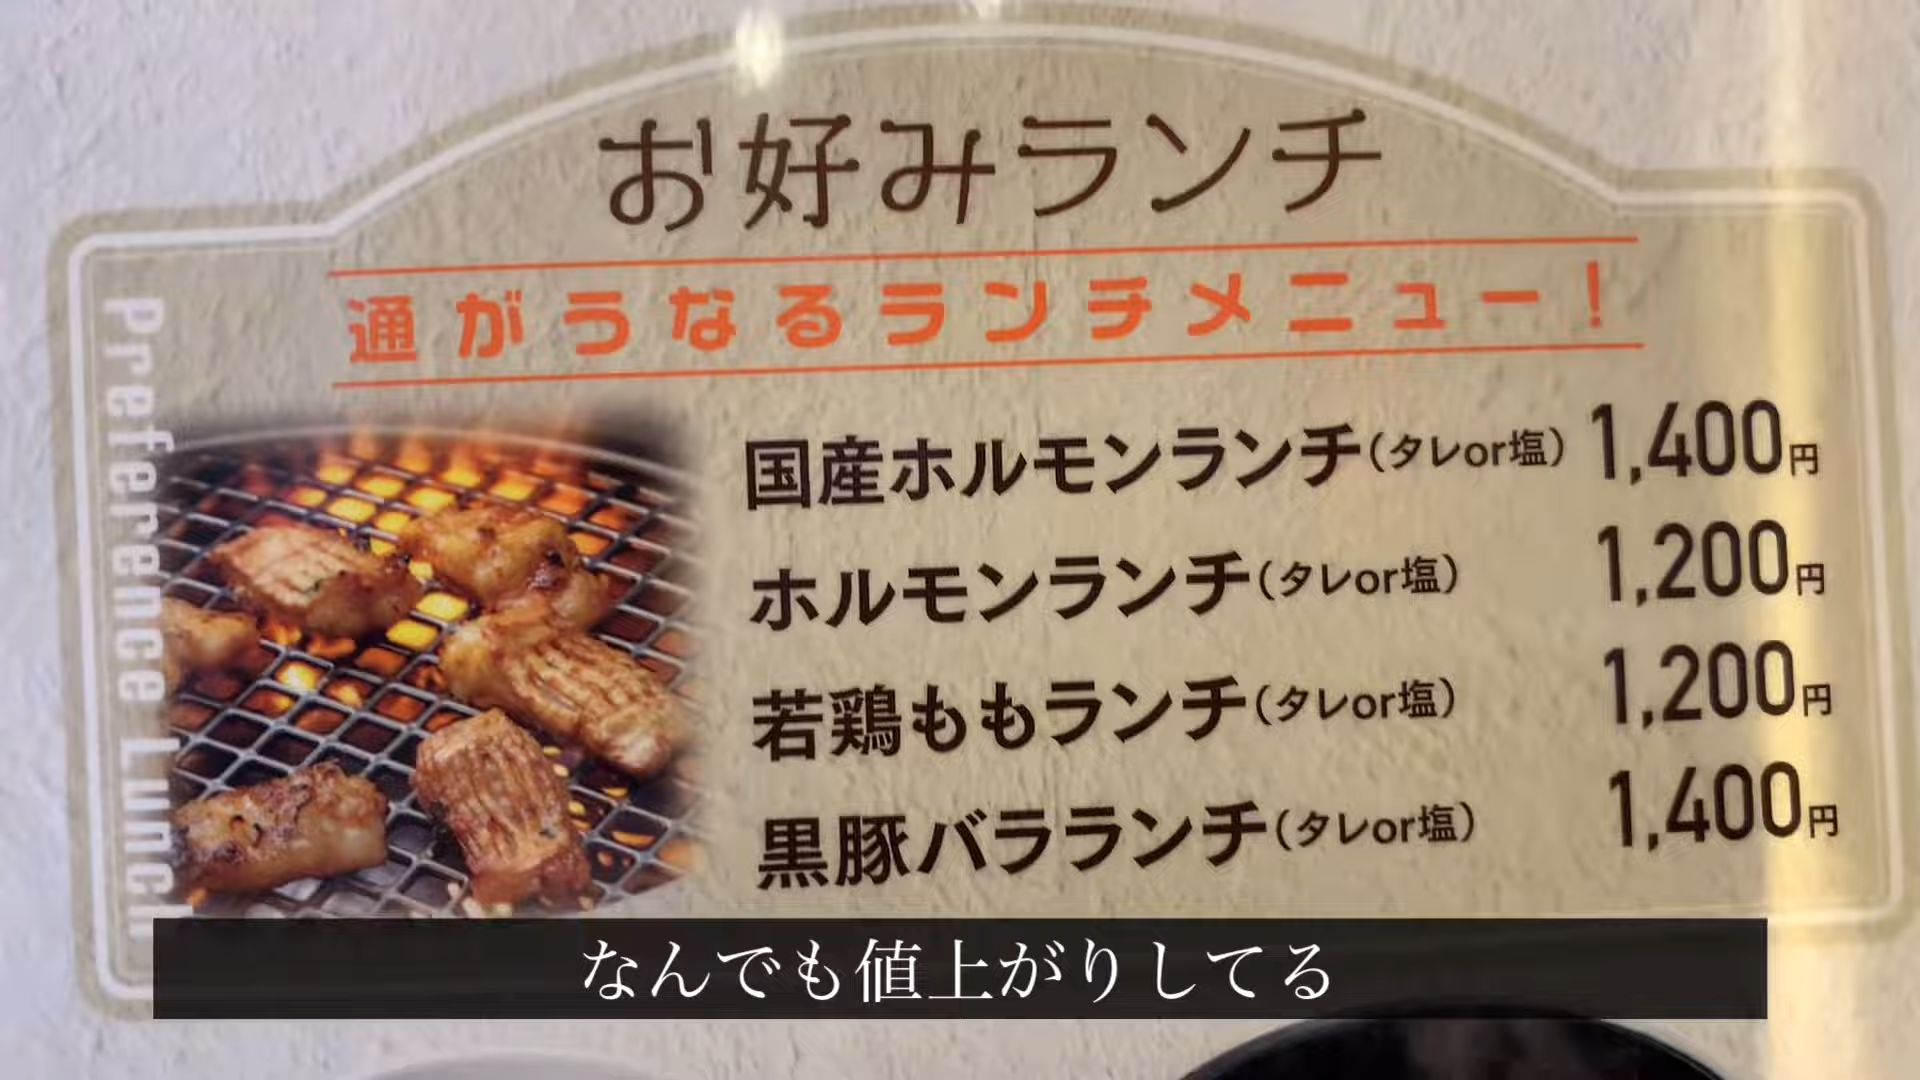 お好みランチ
通がうなるランチメニュー！
Preference Lunch
国産ホルモンランチ（タレor塩） 1,400円
ホルモンランチ（タレor塩） 1,200円
若鶏ももランチ（タレor塩） 1,200円
黒豚バラランチ（タレor塩） 1,400円
なんでも値上がりしてる